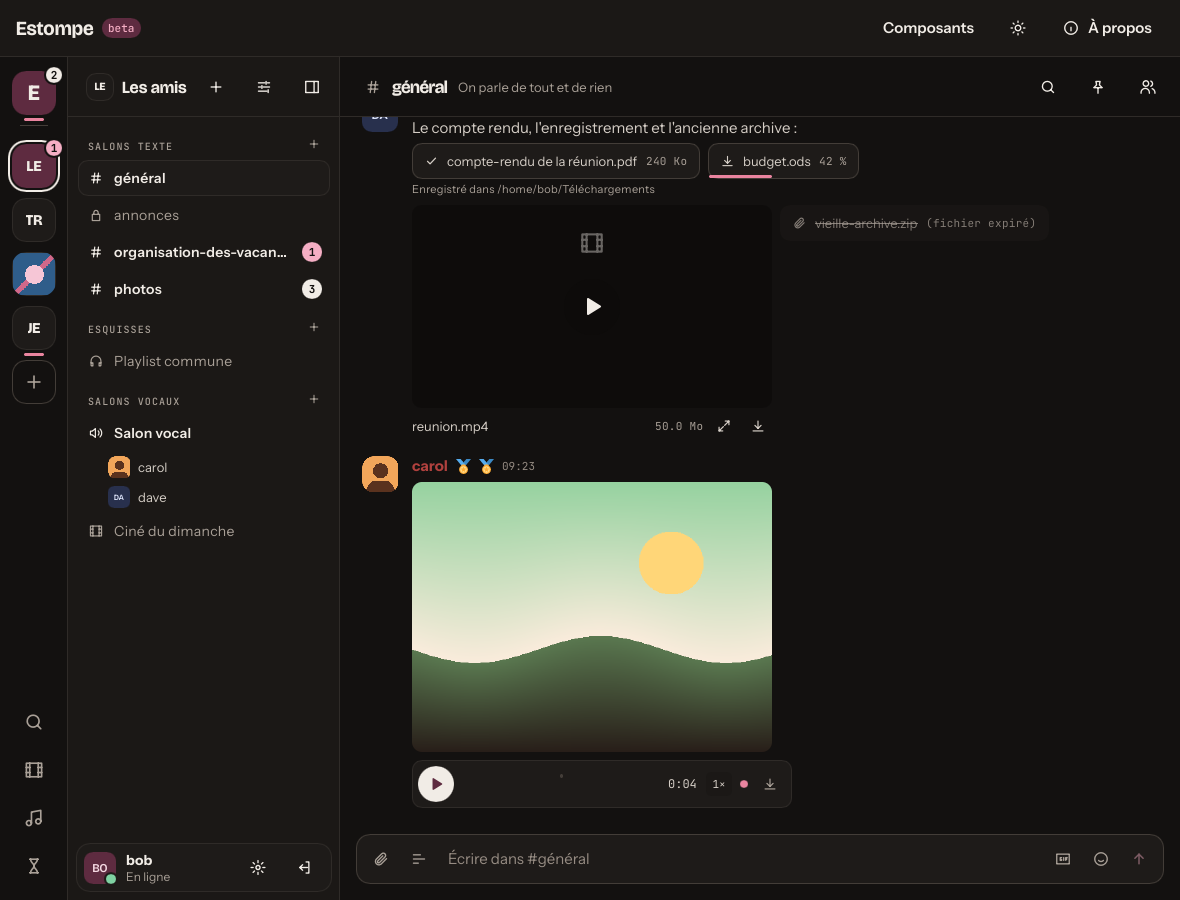 Estompe beta
Composants
À propos
E 2
LE 1
TR
JE
LE Les amis
SALONS TEXTE
# général
annonces
# organisation-des-vacan... 1
# photos 3
ESQUISSES
Playlist commune
SALONS VOCAUX
Salon vocal
carol
DA dave
Ciné du dimanche
BO bob
En ligne
# général On parle de tout et de rien
DA
Le compte rendu, l'enregistrement et l'ancienne archive :
compte-rendu de la réunion.pdf 240 Ko
budget.ods 42 %
Enregistré dans /home/bob/Téléchargements
vieille-archive.zip (fichier expiré)
reunion.mp4 50.0 Mo
carol 09:23
0:04 1×
Écrire dans #général
GIF